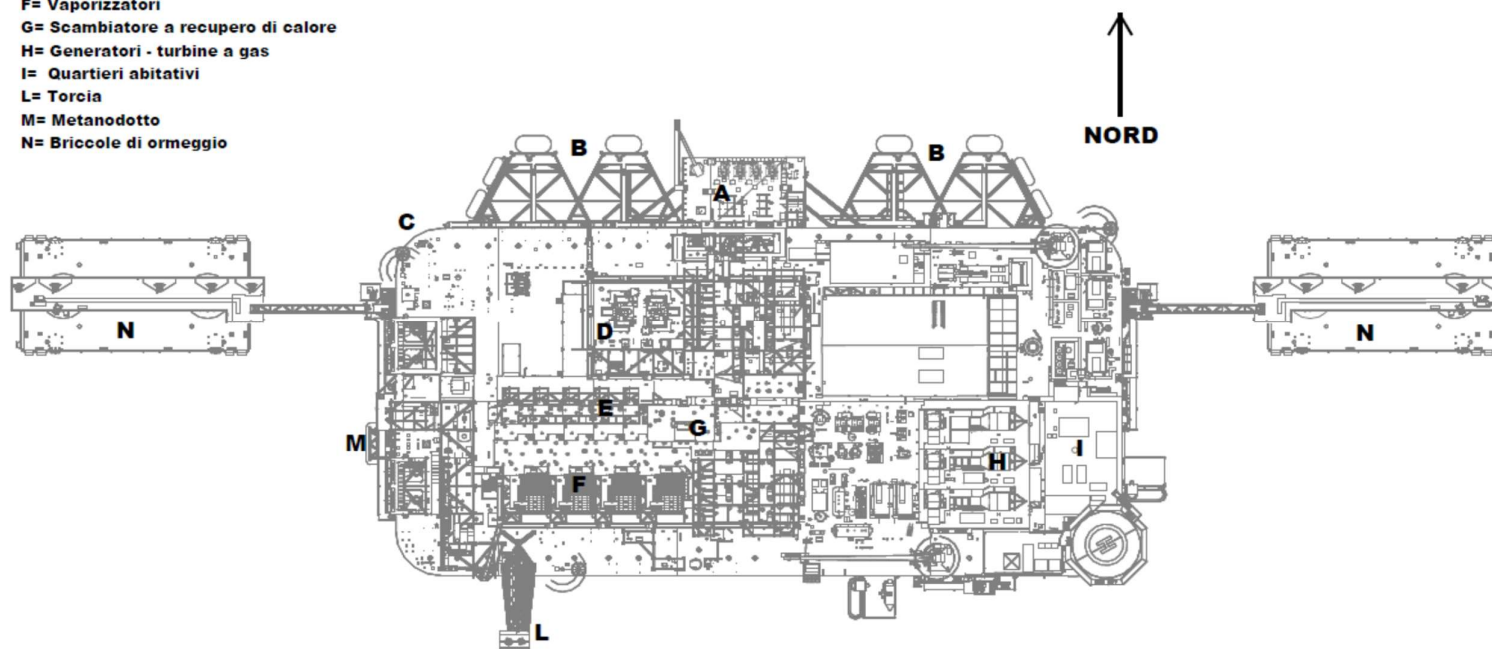 F= Vaporizzatori
G= Scambiatore a recupero di calore
H= Generatori - turbine a gas
I= Quartieri abitativi
L= Torcia
M= Metanodotto
N= Briccole di ormeggio
NORD
B
B
A
C
N
D
N
E
G
M
H
I
F
L